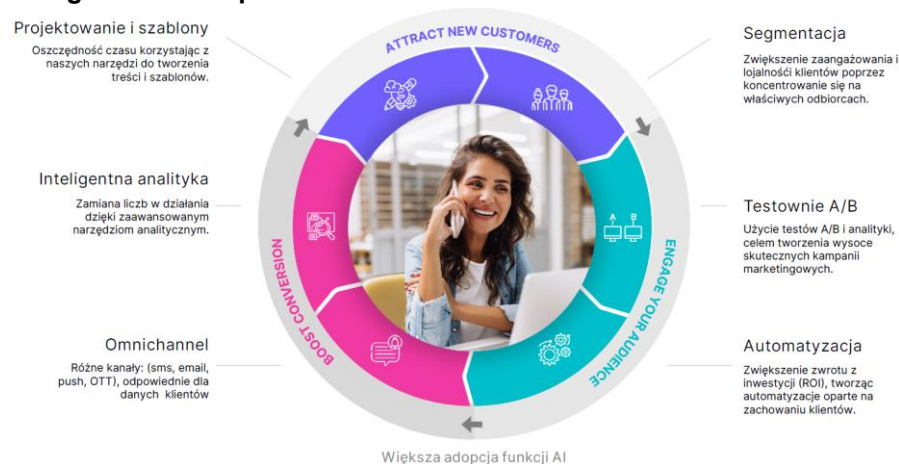 Projektowanie i szablony
Oszczędność czasu korzystając z
naszych narzędzi do tworzenia
treści i szablonów.
ATTRACT NEW CUSTOMERS
Segmentacja
Zwiększenie zaangażowania i
lojalnośći klientów poprzez
koncentrowanie się na
właściwych odbiorcach.
Inteligentna analityka
Zamiana liczb w działania
dzięki zaawansowanym
narzędziom analitycznym.
A B
Testownie A/B
Użycie testów A/B i analityki,
celem tworzenia wysoce
skutecznych kampanii
marketingowych.
BOOST CONVERSION
ENGAGE YOUR AUDIENCE
Omnichannel
Różne kanały: (sms, email,
push, OTT), odpowiednie dla
danych klientów
Automatyzacja
Zwiększenie zwrotu z
inwestycji (ROI), tworząc
automatyzacje oparte na
zachowaniu klientów.
Większa adopcja funkcji AI